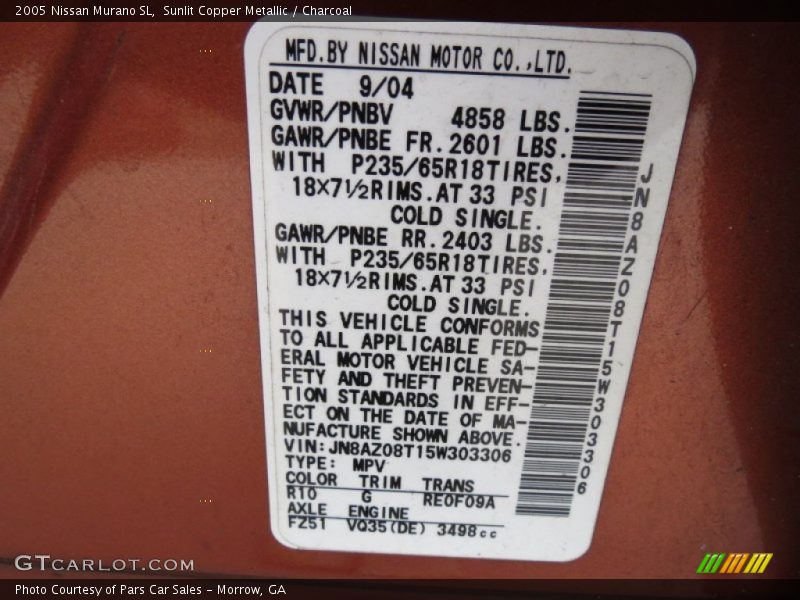 2005 Nissan Murano SL,  Sunlit Copper Metallic / Charcoal
MFD.BY NISSAN MOTOR CO.,LTD.
DATE 9/04
GVWR/PNBV 4858 LBS.
GAWR/PNBE FR.2601 LBS.
WITH P235/65R18TIRES,
18×7½RIMS.AT 33 PSI
COLD SINGLE.
GAWR/PNBE RR.2403 LBS.
WITH P235/65R18TIRES,
18×7½RIMS.AT 33 PSI
COLD SINGLE.
THIS VEHICLE CONFORMS
TO ALL APPLICABLE FED-
ERAL MOTOR VEHICLE SA-
FETY AND THEFT PREVEN-
TION STANDARDS IN EFF-
ECT ON THE DATE OF MA-
NUFACTURE SHOWN ABOVE.
VIN:JN8AZ08T15W303306
TYPE: MPV
COLOR TRIM TRANS
R10 G RE0F09A
AXLE ENGINE
FZ51 VQ35(DE) 3498cc
JN8AZ08T15W303306
GTCARLOT.COM
Photo Courtesy of Pars Car Sales - Morrow, GA